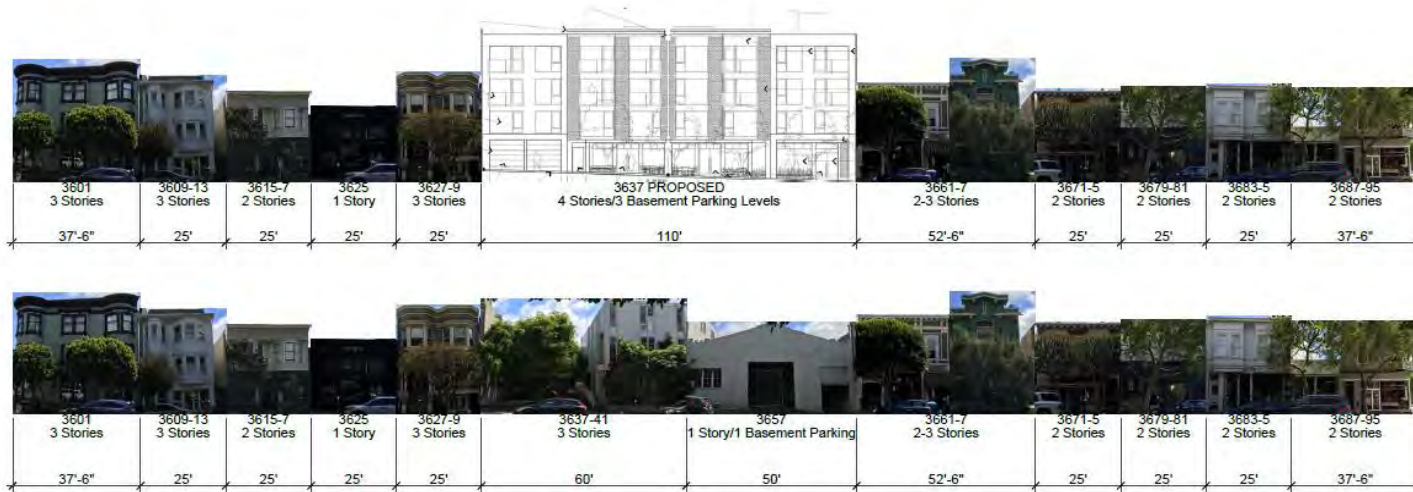 3601 3609-13 3615-7 3625 3627-9 3637 PROPOSED 3661-7 3671-5 3679-81 3683-5 3687-95
3 Stories 3 Stories 2 Stories 1 Story 3 Stories 4 Stories/3 Basement Parking Levels 2-3 Stories 2 Stories 2 Stories 2 Stories 2 Stories
37'-6" 25' 25' 25' 25' 110' 52'-6" 25' 25' 25' 37'-6"
3601 3609-13 3615-7 3625 3627-9 3637-41 3657 3661-7 3671-5 3679-81 3683-5 3687-95
3 Stories 3 Stories 2 Stories 1 Story 3 Stories 3 Stories 1 Story/1 Basement Parking 2-3 Stories 2 Stories 2 Stories 2 Stories 2 Stories
37'-6" 25' 25' 25' 25' 60' 50' 52'-6" 25' 25' 25' 37'-6"